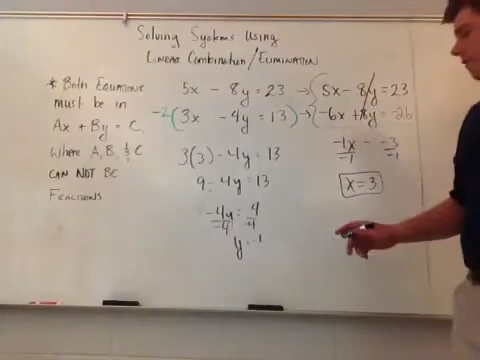 Solving Systems Using
Linear Combination/Elimination
* Both Equations
must be in
Ax + By = C
Where A, B, & C
CAN NOT BE
Fractions
5x - 8y = 23 → 5x - 8y = 23
-2(3x - 4y = 13) → -6x + 8y = -26
3(3) - 4y = 13
9 - 4y = 13
-4y = 4
-4 -4
y = -1
-1x = -3
-1 -1
x = 3